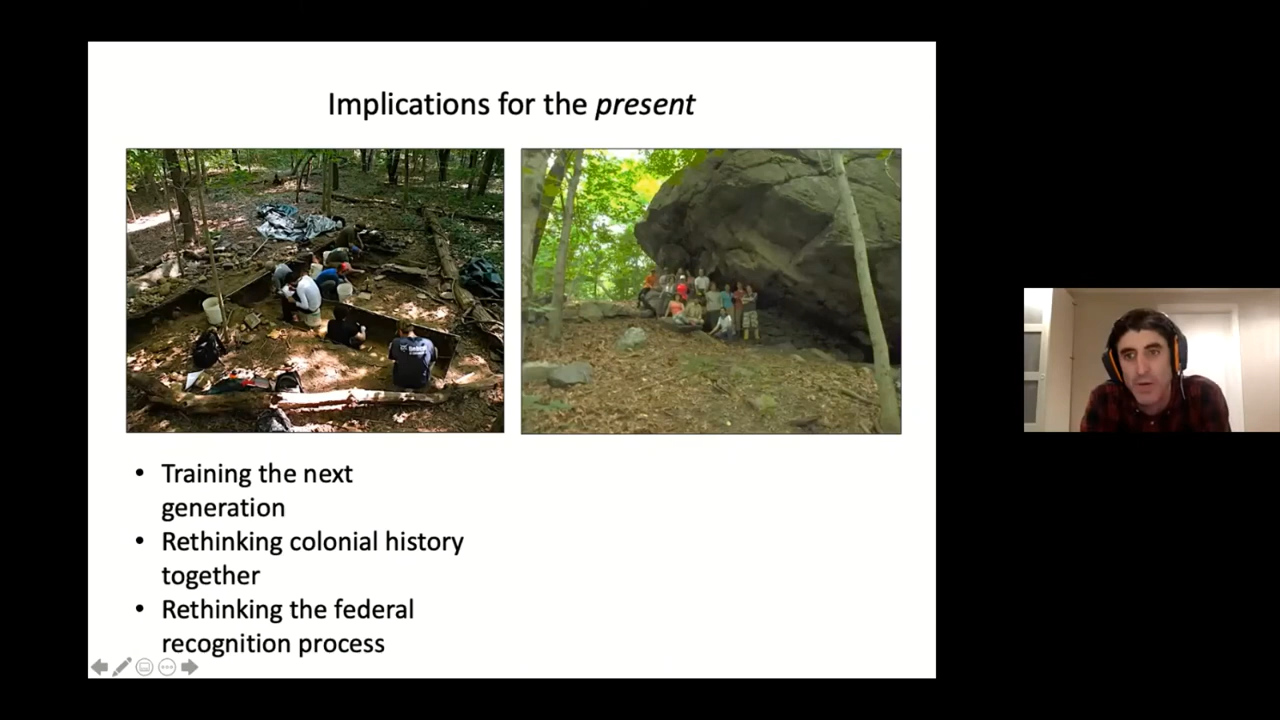 Implications for the present
• Training the next
generation
• Rethinking colonial history
together
• Rethinking the federal
recognition process